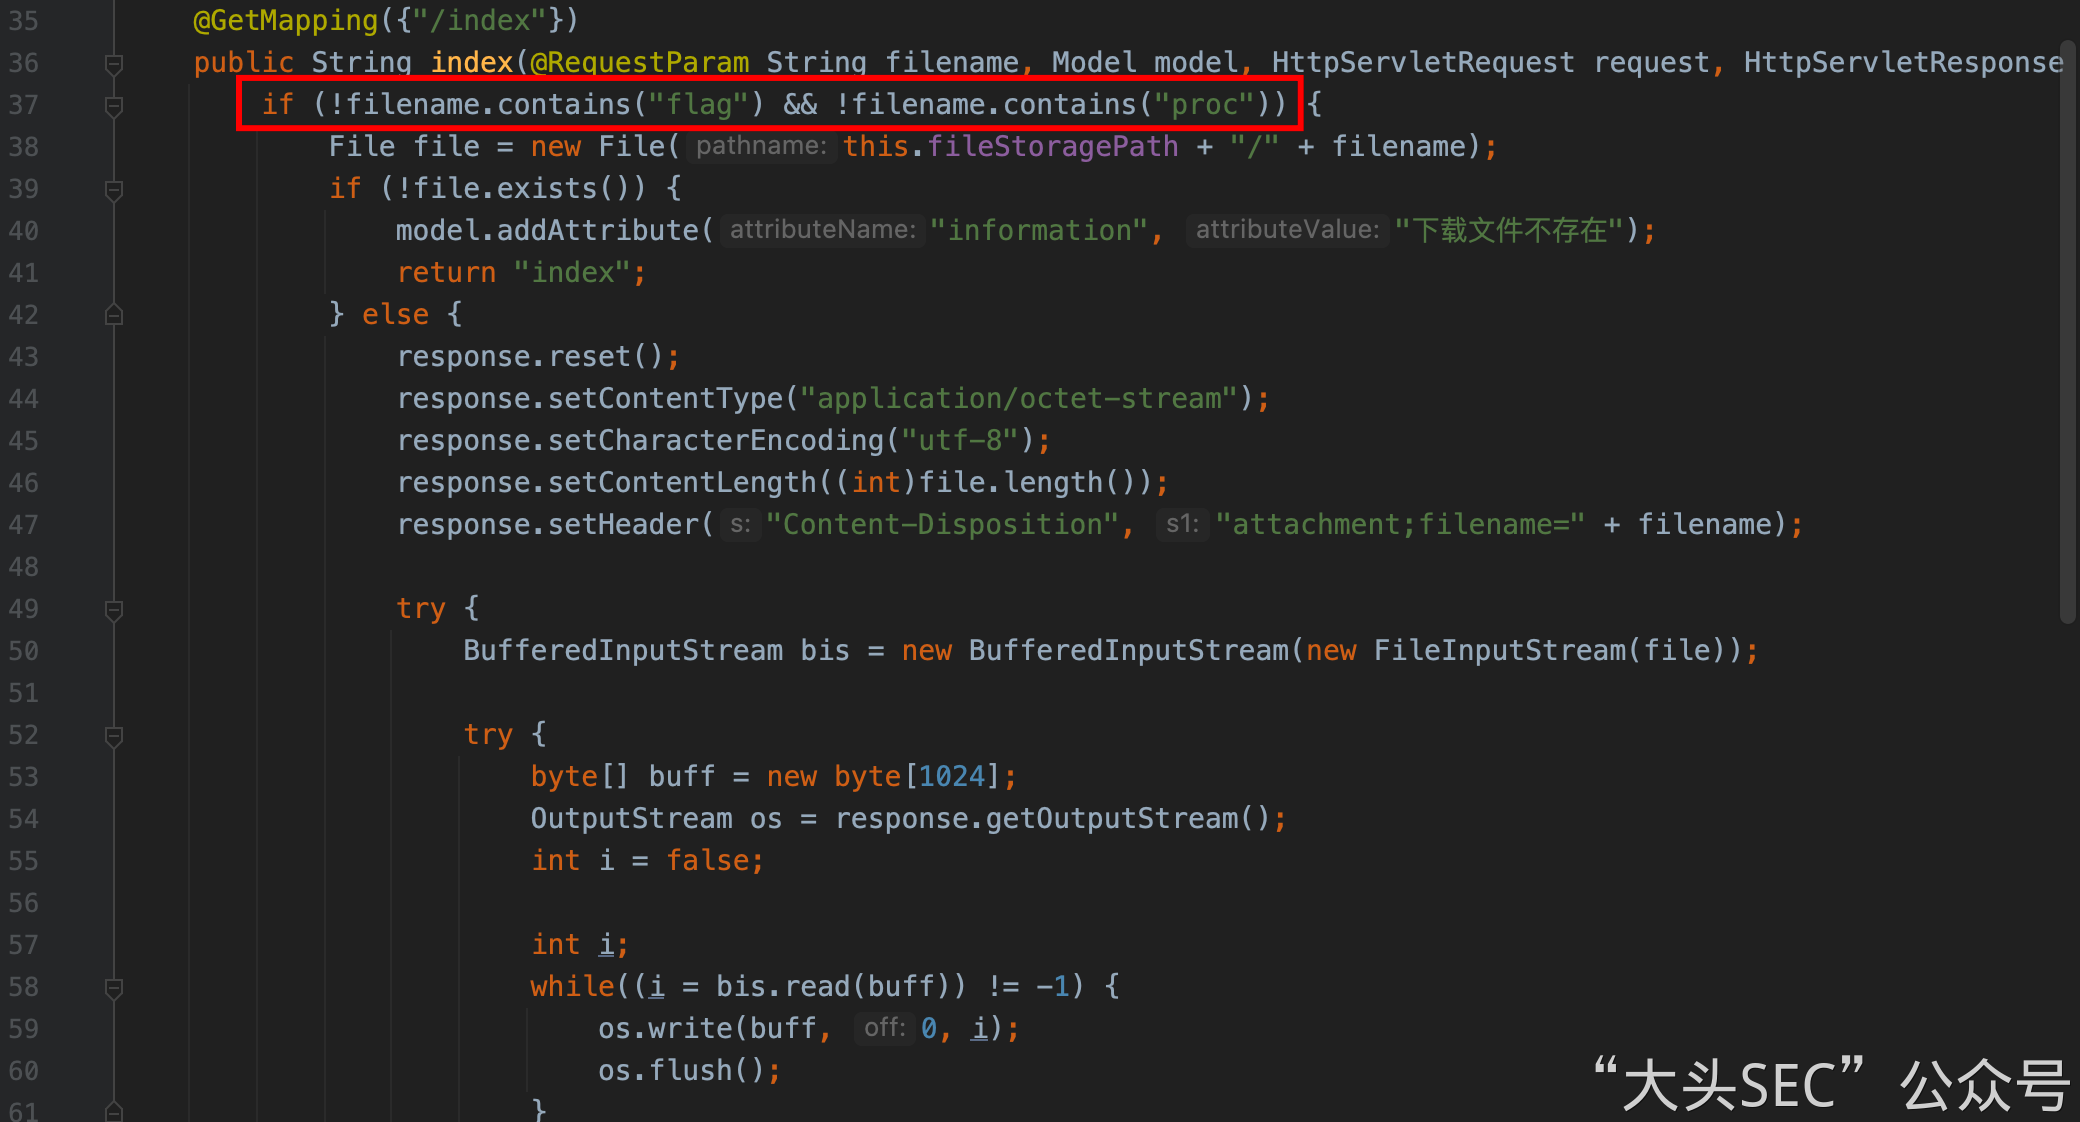 35 @GetMapping({"/index"})
36 public String index(@RequestParam String filename, Model model, HttpServletRequest request, HttpServletResponse
37 if (!filename.contains("flag") && !filename.contains("proc")) {
38 File file = new File( pathname: this.fileStoragePath + "/" + filename);
39 if (!file.exists()) {
40 model.addAttribute( attributeName: "information", attributeValue: "下载文件不存在");
41 return "index";
42 } else {
43 response.reset();
44 response.setContentType("application/octet-stream");
45 response.setCharacterEncoding("utf-8");
46 response.setContentLength((int)file.length());
47 response.setHeader( s: "Content-Disposition", s1: "attachment;filename=" + filename);
48
49 try {
50 BufferedInputStream bis = new BufferedInputStream(new FileInputStream(file));
51
52 try {
53 byte[] buff = new byte[1024];
54 OutputStream os = response.getOutputStream();
55 int i = false;
56
57 int i;
58 while((i = bis.read(buff)) != -1) {
59 os.write(buff, off: 0, i);
60 os.flush();
61 }
“大头SEC”公众号